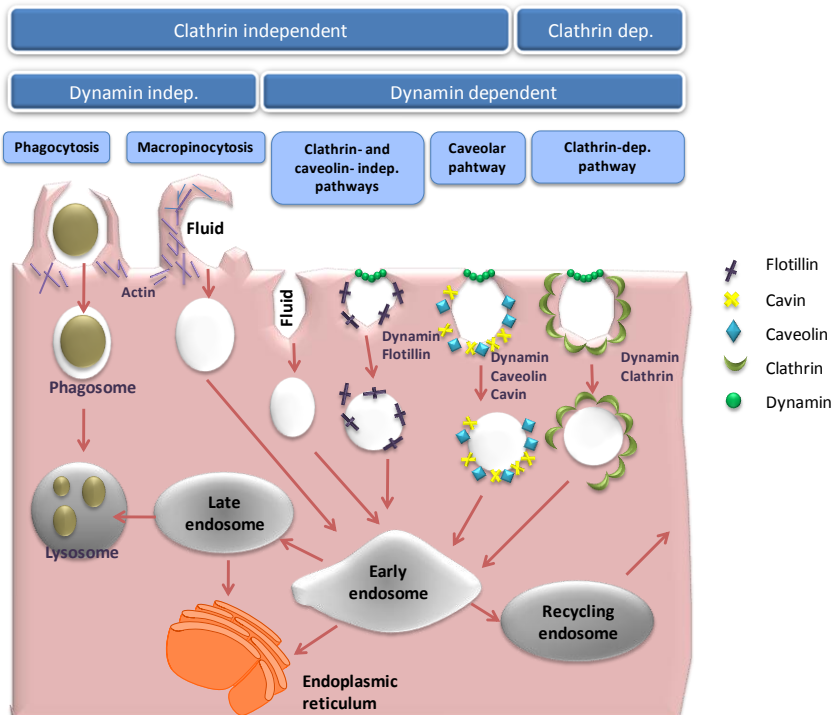 Clathrin independent
Clathrin dep.
Dynamin indep.
Dynamin dependent
Phagocytosis
Macropinocytosis
Clathrin- and
caveolin- indep.
pathways
Caveolar
pahtway
Clathrin-dep.
pathway
Fluid
Actin
Fluid
Dynamin
Flotillin
Dynamin
Caveolin
Cavin
Dynamin
Clathrin
Flotillin
Cavin
Caveolin
Clathrin
Dynamin
Phagosome
Lysosome
Late
endosome
Early
endosome
Recycling
endosome
Endoplasmic
reticulum